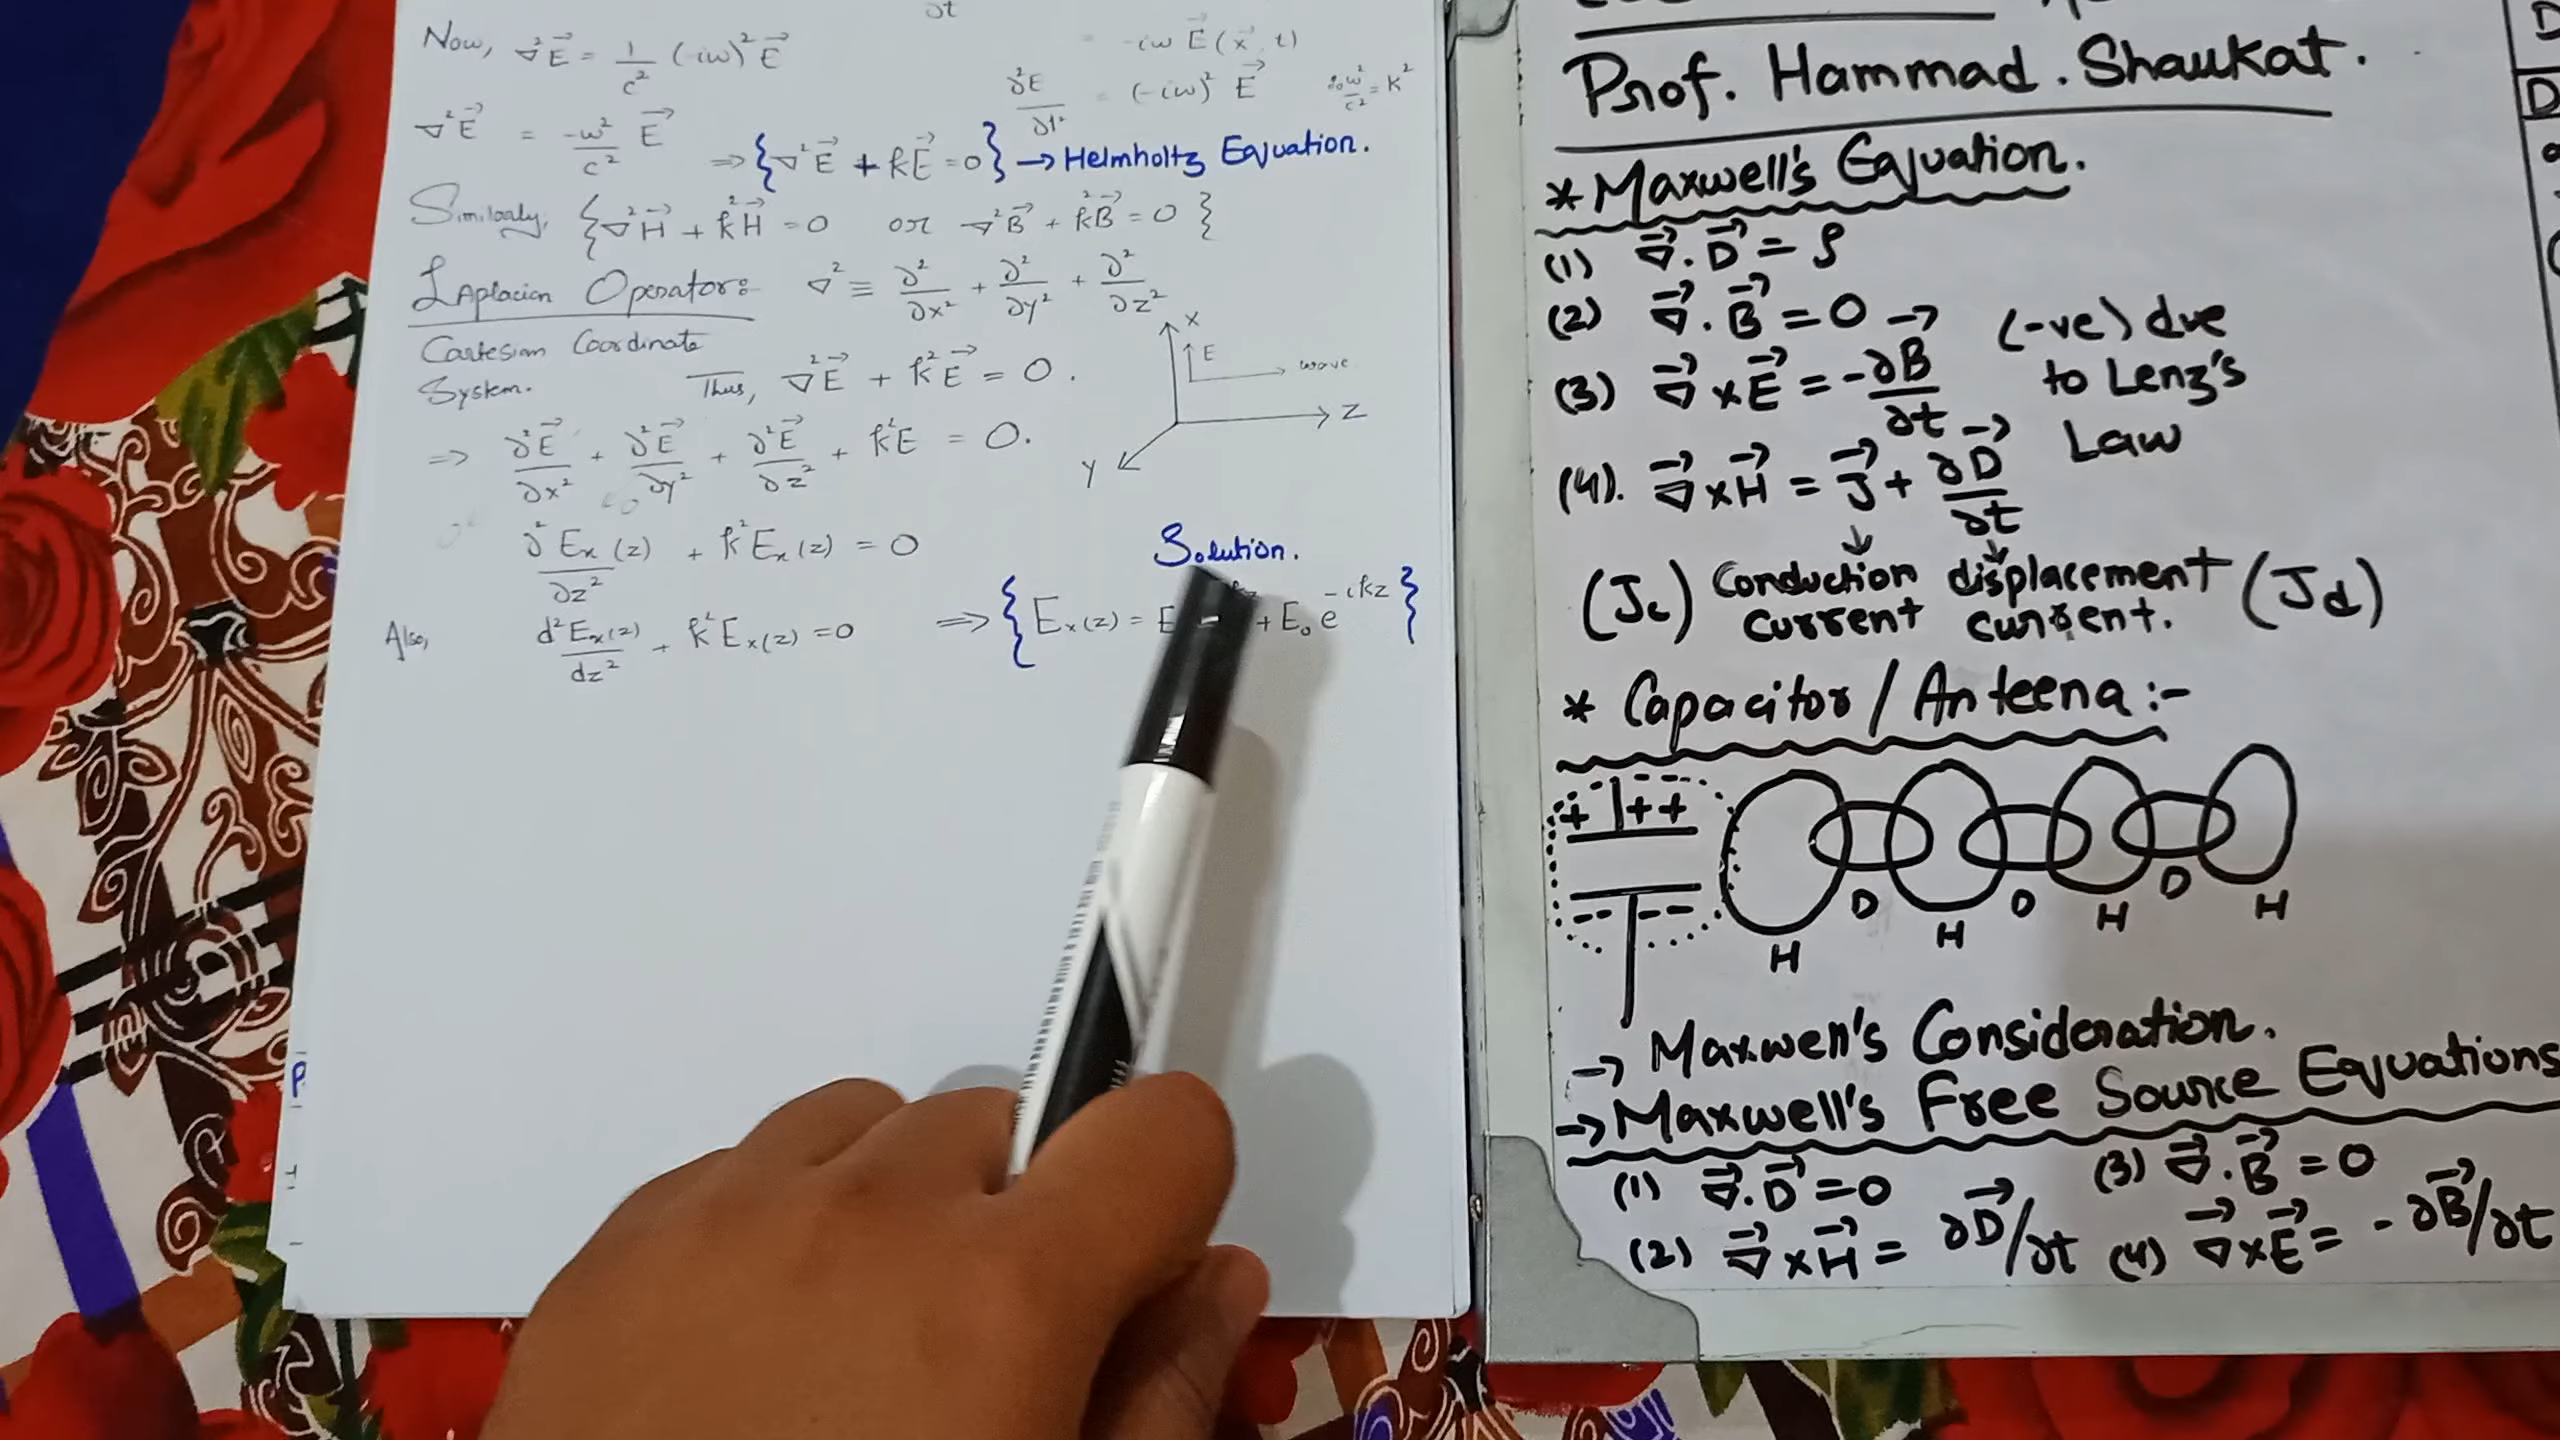 ∂t
Now, ∇²E⃗ = 1/c² (-iω)² E⃗
= -iω E⃗ (x⃗, t)
∂²E/∂t² = (-iω)² E⃗ ω²/c² = K²
∇²E⃗ = -ω²/c² E⃗ => {∇²E⃗ + k²E⃗ = 0} → Helmholtz Equation.
Similarly, {∇²H⃗ + k²H⃗ = 0 or ∇²B⃗ + k²B⃗ = 0}
Laplacian Operator:- ∇² ≡ ∂²/∂x² + ∂²/∂y² + ∂²/∂z²
Cartesian Coordinate
System. Thus, ∇²E⃗ + k²E⃗ = 0.
X
E
wave
Z
Y
=> ∂²E⃗/∂x² + ∂²E⃗/∂y² + ∂²E⃗/∂z² + k²E = 0.
∂²Ex(z)/∂z² + k²Ex(z) = 0
Solution.
Also, d²Ex(z)/dz² + k²Ex(z) = 0 => {Ex(z) = E + E₀ e^-ikz}
Prof. Hammad. Shaukat.
* Maxwell's Equation.
(1) ∇⃗. D⃗ = ρ
(2) ∇⃗. B⃗ = 0
(3) ∇⃗ × E⃗ = -∂B⃗/∂t (-ve) due
to Lenz's
Law
(4). ∇⃗ × H⃗ = J⃗ + ∂D⃗/∂t
↓ ↓
(Jc) Conduction displacement (Jd)
current current.
* Capacitor / Anteena :-
+ ++
-- --
H D H D H D H
→ Maxwell's Consideration.
→ Maxwell's Free Source Equations
(1) ∇⃗. D⃗ = 0 (3) ∇⃗. B⃗ = 0
(2) ∇⃗ × H⃗ = ∂D⃗/∂t (4) ∇⃗ × E⃗ = - ∂B⃗/∂t